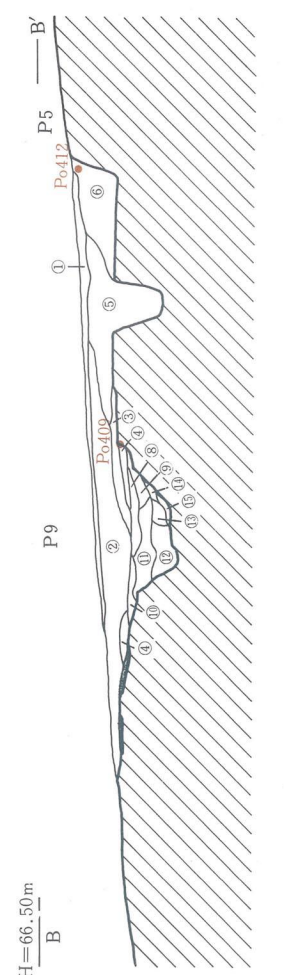 H=66.50m
B
B′
P9
P5
Po409
Po412
①
②
③
④
⑧
⑨
⑭
⑮
⑬
⑪
⑫
⑩
④
⑤
⑥